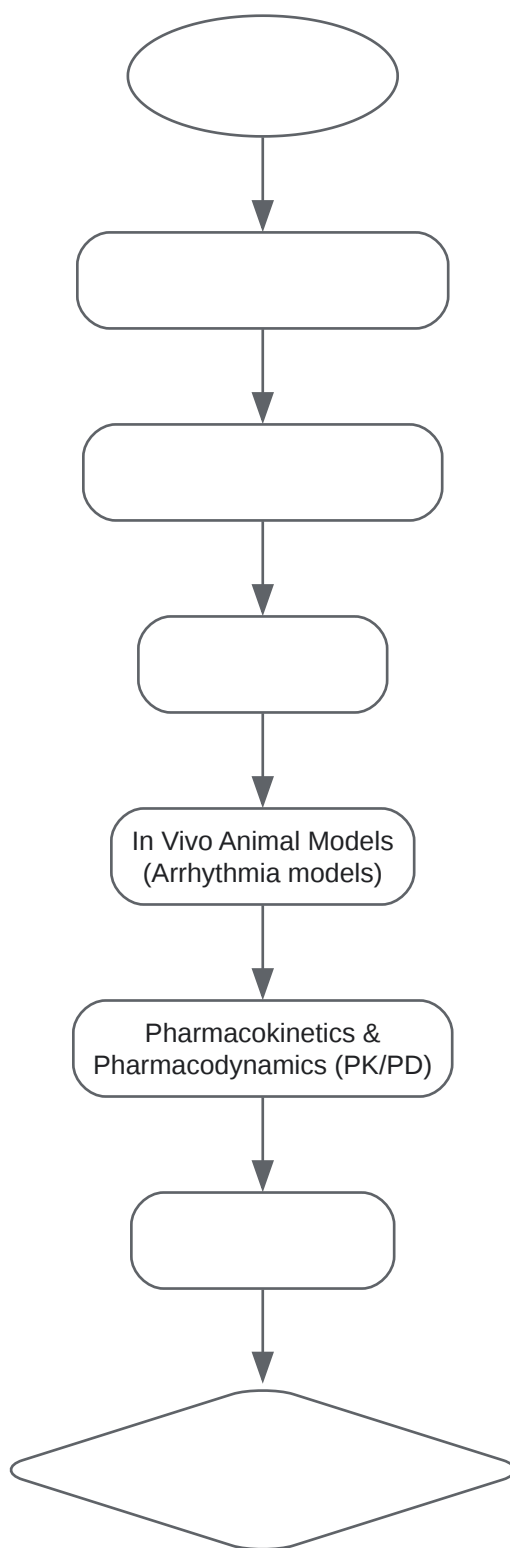 In Vivo Animal Models
(Arrhythmia models)
Pharmacokinetics &
Pharmacodynamics (PK/PD)